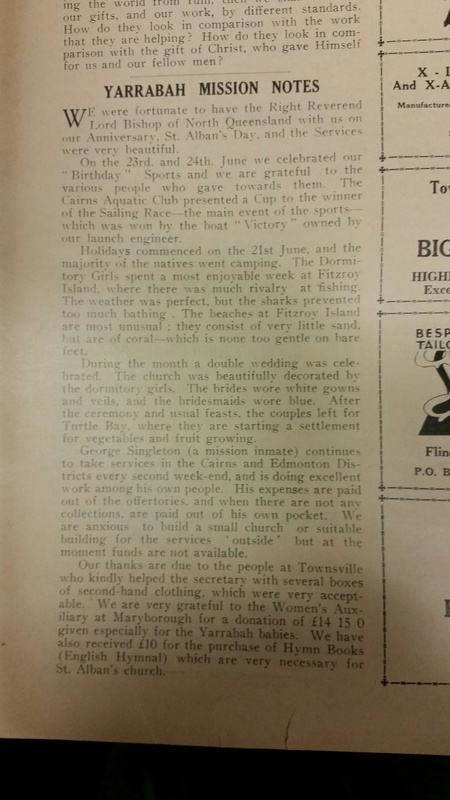 ing the world from
our gifts, and our work, by different standards.
How do they look in comparison with the work
that they are helping? How do they look in com-
parison with the gift of Christ, who gave Himself
for us and our fellow men?
YARRABAH MISSION NOTES
WE were fortunate to have the Right Reverend
Lord Bishop of North Queensland with us on
our Anniversary, St. Alban's Day, and the Services
were very beautiful.
On the 23rd. and 24th. June we celebrated our
"Birthday" Sports and we are grateful to the
various people who gave towards them. The
Cairns Aquatic Club presented a Cup to the winner
of the Sailing Race—the main event of the sports—
which was won by the boat "Victory" owned by
our launch engineer.
Holidays commenced on the 21st June, and the
majority of the natives went camping. The Dormi-
tory Girls spent a most enjoyable week at Fitzroy
Island, where there was much rivalry at fishing.
The weather was perfect, but the sharks prevented
too much bathing. The beaches at Fitzroy Island
are most unusual; they consist of very little sand,
but are of coral—which is none too gentle on bare
feet.
During the month a double wedding was cele-
brated. The church was beautifully decorated by
the dormitory girls. The brides wore white gowns
and veils, and the bridesmaids wore blue. After
the ceremony and usual feasts, the couples left for
Turtle Bay, where they are starting a settlement
for vegetables and fruit growing.
George Singleton (a mission inmate) continues
to take services in the Cairns and Edmonton Dis-
tricts every second week-end, and is doing excellent
work among his own people. His expenses are paid
out of the offertories, and when there are not any
collections, are paid out of his own pocket. We
are anxious to build a small church or suitable
building for the services 'outside' but at the
moment funds are not available.
Our thanks are due to the people at Townsville
who kindly helped the secretary with several boxes
of second-hand clothing, which were very accept-
able. We are very grateful to the Women's Aux-
iliary at Maryborough for a donation of £14 15 0
given especially for the Yarrabah babies. We have
also received £10 for the purchase of Hymn Books
(English Hymnal) which are very necessary for
St. Alban's church.
X - L
And X-A
Manufacture
To
BIG
HIGH
Exce
BESP
TAIL
Flin
P.O. B